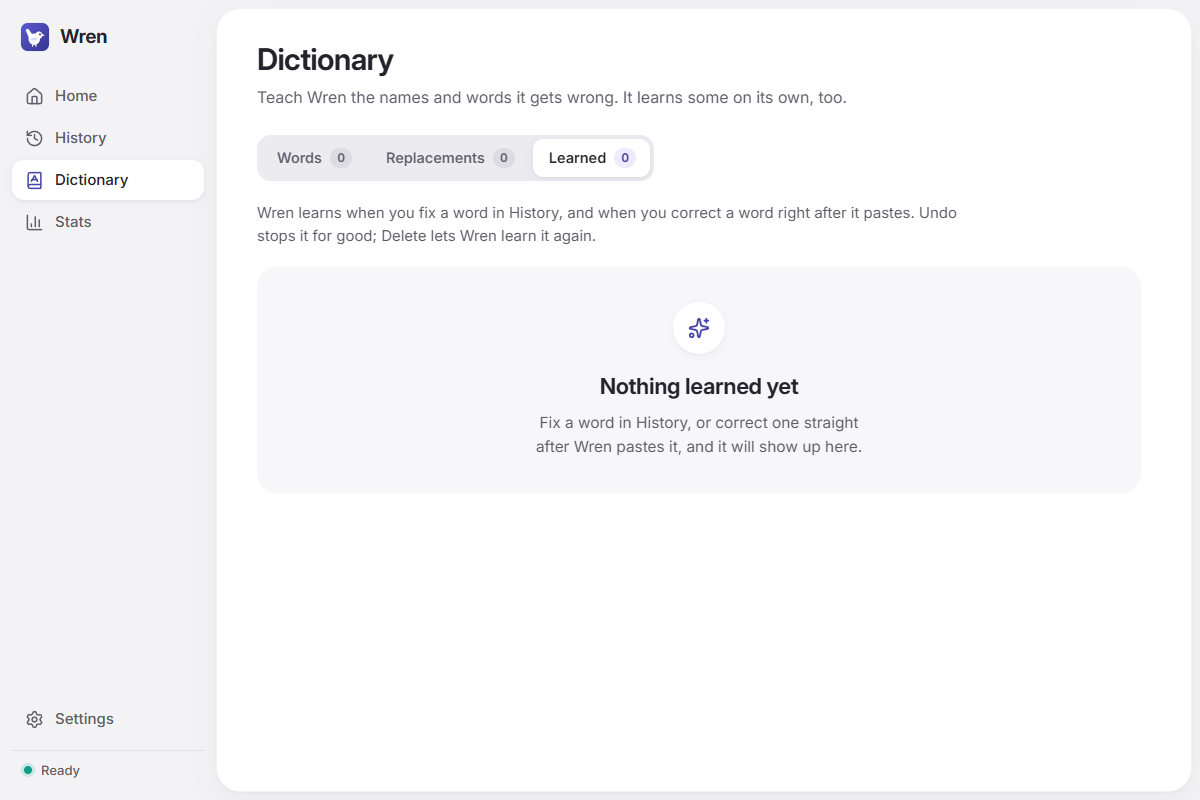 Wren
Home
History
Dictionary
Stats
Settings
Ready
Dictionary
Teach Wren the names and words it gets wrong. It learns some on its own, too.
Words 0 Replacements 0 Learned 0
Wren learns when you fix a word in History, and when you correct a word right after it pastes. Undo
stops it for good; Delete lets Wren learn it again.
Nothing learned yet
Fix a word in History, or correct one straight
after Wren pastes it, and it will show up here.